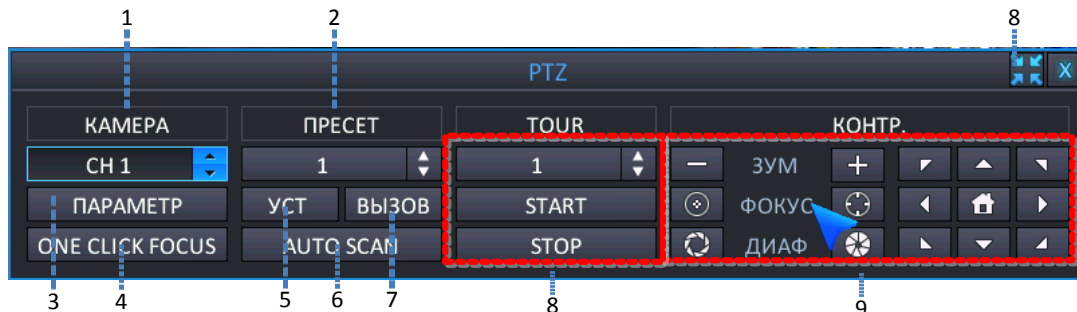 1 2 8
PTZ X
КАМЕРА ПРЕСЕТ TOUR КОНТР.
CH 1 1 1 ЗУМ
ПАРАМЕТР УСТ ВЫЗОВ START ФОКУС
ONE CLICK FOCUS AUTO SCAN STOP ДИАФ
3 4 5 6 7 8 9